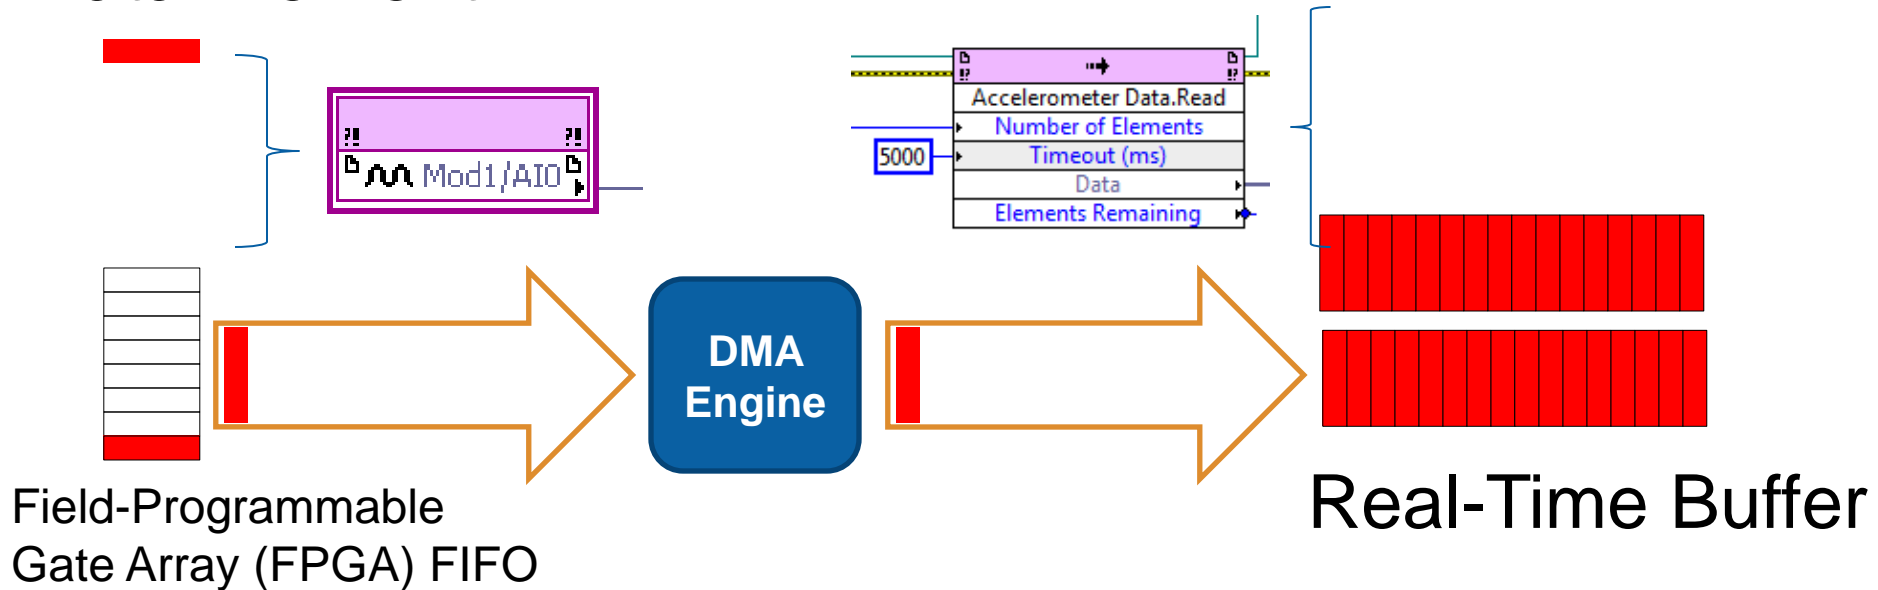 ?!
?!
Mod1/AI0
!?
!?
Accelerometer Data.Read
Number of Elements
5000
Timeout (ms)
Data
Elements Remaining
DMA
Engine
Field-Programmable
Gate Array (FPGA) FIFO
Real-Time Buffer